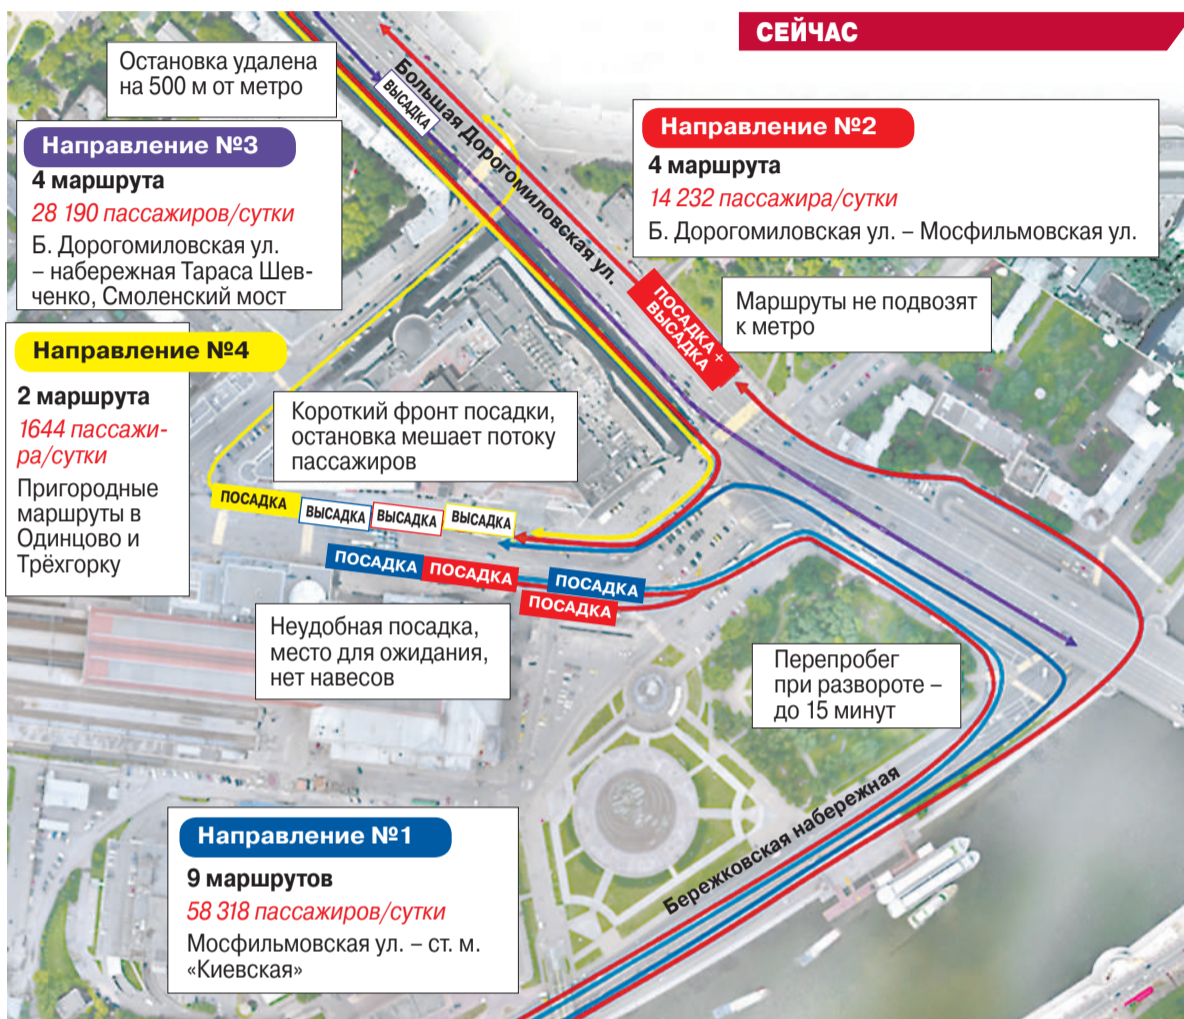 СЕЙЧАС
Остановка удалена
на 500 м от метро
Направление №3
4 маршрута
28 190 пассажиров/сутки
Б. Дорогомиловская ул.
– набережная Тараса Шев-
ченко, Смоленский мост
ВЫСАДКА
Большая Дорогомиловская ул.
Направление №2
4 маршрута
14 232 пассажира/сутки
Б. Дорогомиловская ул. – Мосфильмовская ул.
ПОСАДКА +
ВЫСАДКА
Маршруты не подвозят
к метро
Направление №4
2 маршрута
1644 пассажи-
ра/сутки
Пригородные
маршруты в
Одинцово и
Трёхгорку
Короткий фронт посадки,
остановка мешает потоку
пассажиров
ПОСАДКА
ВЫСАДКА
ВЫСАДКА
ВЫСАДКА
ПОСАДКА
ПОСАДКА
ПОСАДКА
ПОСАДКА
Неудобная посадка,
место для ожидания,
нет навесов
Перепробег
при развороте –
до 15 минут
Бережковская набережная
Направление №1
9 маршрутов
58 318 пассажиров/сутки
Мосфильмовская ул. – ст. м.
«Киевская»